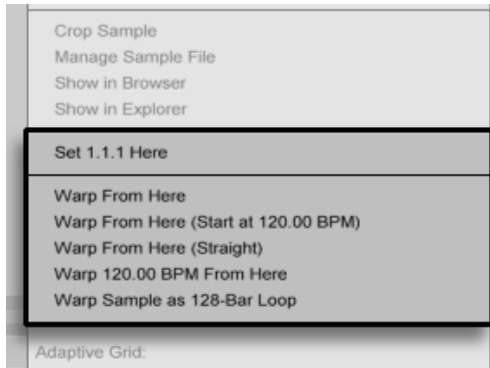 Crop Sample
Manage Sample File
Show in Browser
Show in Explorer
Set 1.1.1 Here
Warp From Here
Warp From Here (Start at 120.00 BPM)
Warp From Here (Straight)
Warp 120.00 BPM From Here
Warp Sample as 128-Bar Loop
Adaptive Grid: